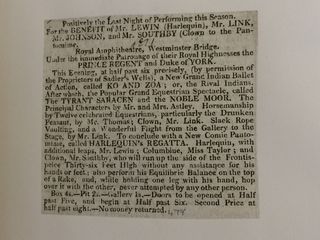 Positively the Last Night of Performing this Season.
For the BENEFIT of Mr. LEWIN (Harlequin), Mr. LINK,
Mr. JOHNSON, and Mr. SOUTHBY (Clown to the Pan-
tomime.
Royal Amphitheatre, Westminster Bridge.
Under the immediate Patronage of their Royal Highnesses the
PRINCE REGENT and DUKE of YORK.
This Evening, at half past six precisely, (by permission of
the Proprietors of Sadler's Wells), a New Grand Indian Ballet
of Action, called KO AND ZOA; or, the Rival Indians.
After which, the Popular Grand Equestrian Spectacle, called
The TYRANT SARACEN and the NOBLE MOOR. The
Principal Characters by Mr. and Mrs. Astley. Horsemanship
by Twelve celebrated Equestrians, particularly the Drunken
Peasant, by Mr. Thomas; Clown, Mr. Link. Slack Rope
Vaulting, and a Wonderful Flight from the Gallery to the
Stage, by Mr. Link. To conclude with a New Comic Panto-
mime, called HARLEQUIN'S REGATTA. Harlequin, with
additional leaps, Mr. Lewin; Columbine, Miss Taylor; and
Clown, Mr. Southby, who will run up the side of the Frontis-
piece Thirty-six Feet High without any assistance for his
hands or feet; also perform his Equilibric Balance on the top
of a Rake, and, while holding one leg with his hand, hop
over it with the other, never attempted by any other person.
Box 4s.—Pit 2s.—Gallery 1s.—Doors to be opened at Half
past Five, and begin at Half past Six. Second Price at
half past eight.—No money returned.